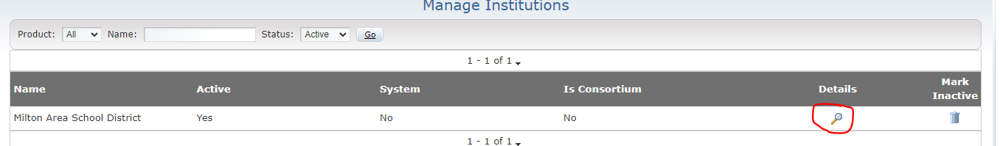 Manage Institutions
Product: All Name: Status: Active Go
1 - 1 of 1
Name Active System Is Consortium Details Mark Inactive
Milton Area School District Yes No No
1 - 1 of 1